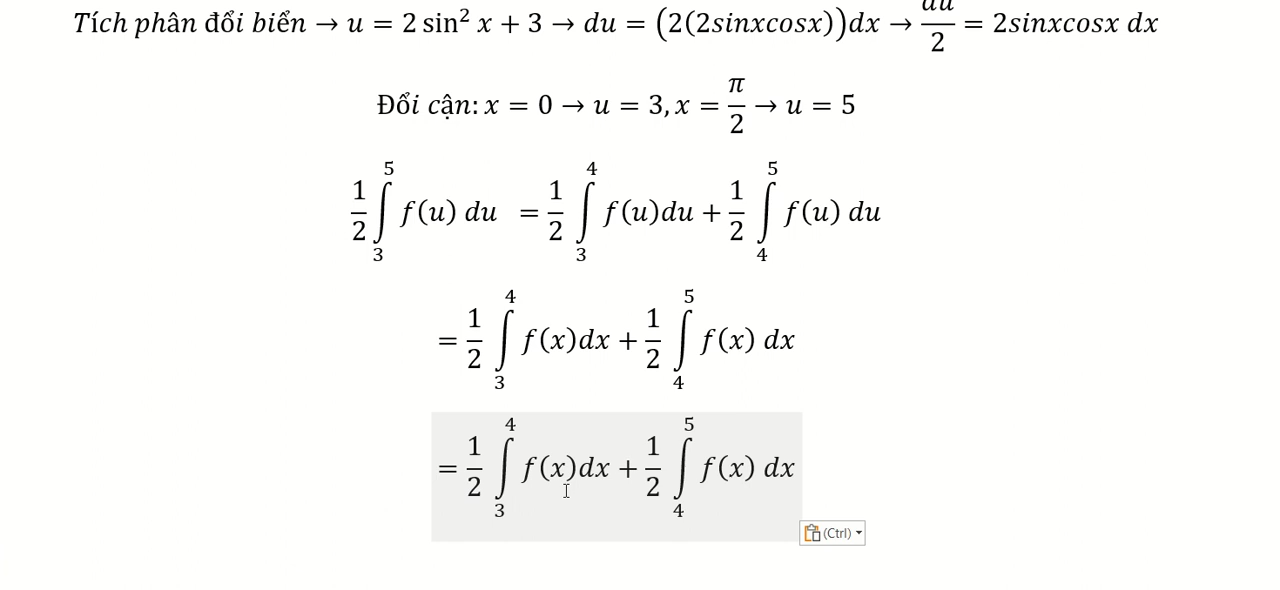 Tích phân đổi biến → u = 2 sin² x + 3 → du = (2(2sinxcosx))dx → du/2 = 2sinxcosx dx
Đổi cận: x = 0 → u = 3, x = π/2 → u = 5
1/2 ∫₃⁵ f(u) du = 1/2 ∫₃⁴ f(u)du + 1/2 ∫₄⁵ f(u) du
= 1/2 ∫₃⁴ f(x)dx + 1/2 ∫₄⁵ f(x) dx
= 1/2 ∫₃⁴ f(x)dx + 1/2 ∫₄⁵ f(x) dx
(Ctrl)